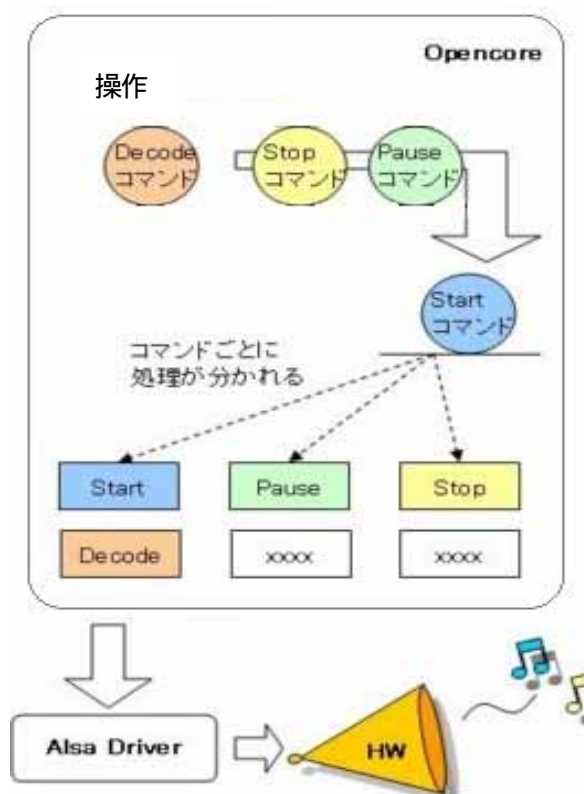 Opencore
操作
Decode
コマンド
Stop
コマンド
Pause
コマンド
Start
コマンド
コマンドごとに
処理が分かれる
Start
Pause
Stop
Decode
xxxx
xxxx
Alsa Driver
HW